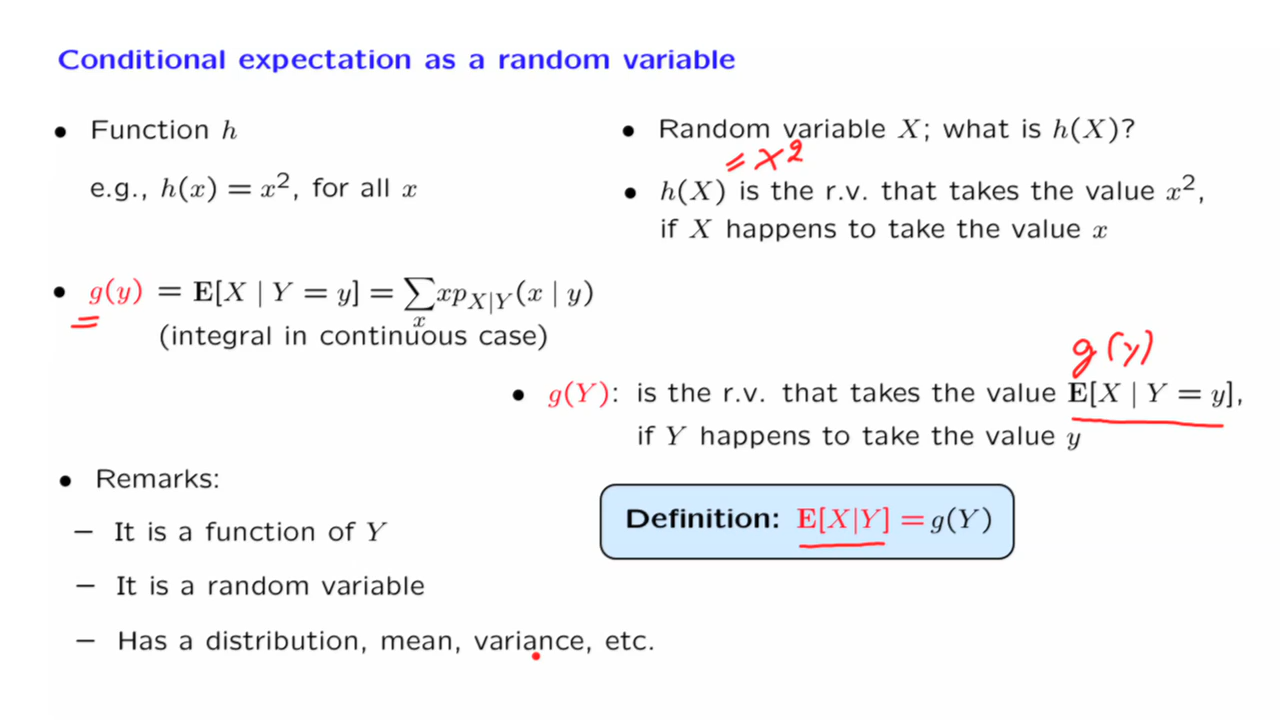 Conditional expectation as a random variable
• Function h
e.g., h(x) = x², for all x
• Random variable X; what is h(X)?
= X²
• h(X) is the r.v. that takes the value x²,
if X happens to take the value x
• g(y) = E[X | Y = y] = ∑ₓ xp_{X|Y}(x | y)
(integral in continuous case)
g(y)
• g(Y): is the r.v. that takes the value E[X | Y = y],
if Y happens to take the value y
• Remarks:
– It is a function of Y
– It is a random variable
– Has a distribution, mean, variance, etc.
Definition: E[X|Y] = g(Y)